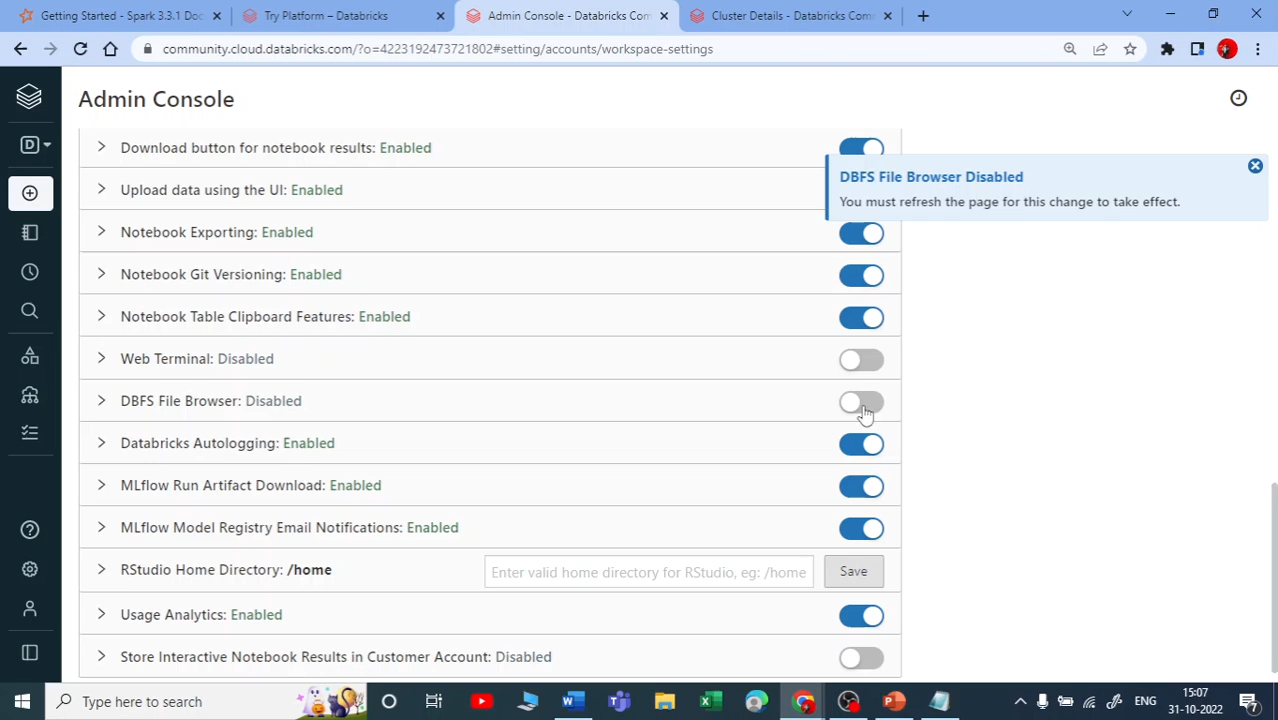 Getting Started - Spark 3.3.1 Doc
Try Platform – Databricks
Admin Console - Databricks Com
Cluster Details - Databricks Com
community.cloud.databricks.com/?o=4223192473721802#setting/accounts/workspace-settings
Admin Console
D
Download button for notebook results: Enabled
DBFS File Browser Disabled
Upload data using the UI: Enabled
You must refresh the page for this change to take effect.
Notebook Exporting: Enabled
Notebook Git Versioning: Enabled
Notebook Table Clipboard Features: Enabled
Web Terminal: Disabled
DBFS File Browser: Disabled
Databricks Autologging: Enabled
MLflow Run Artifact Download: Enabled
MLflow Model Registry Email Notifications: Enabled
RStudio Home Directory: /home Enter valid home directory for RStudio, eg: /home Save
Usage Analytics: Enabled
Store Interactive Notebook Results in Customer Account: Disabled
Type here to search
ENG
15:07
31-10-2022
7